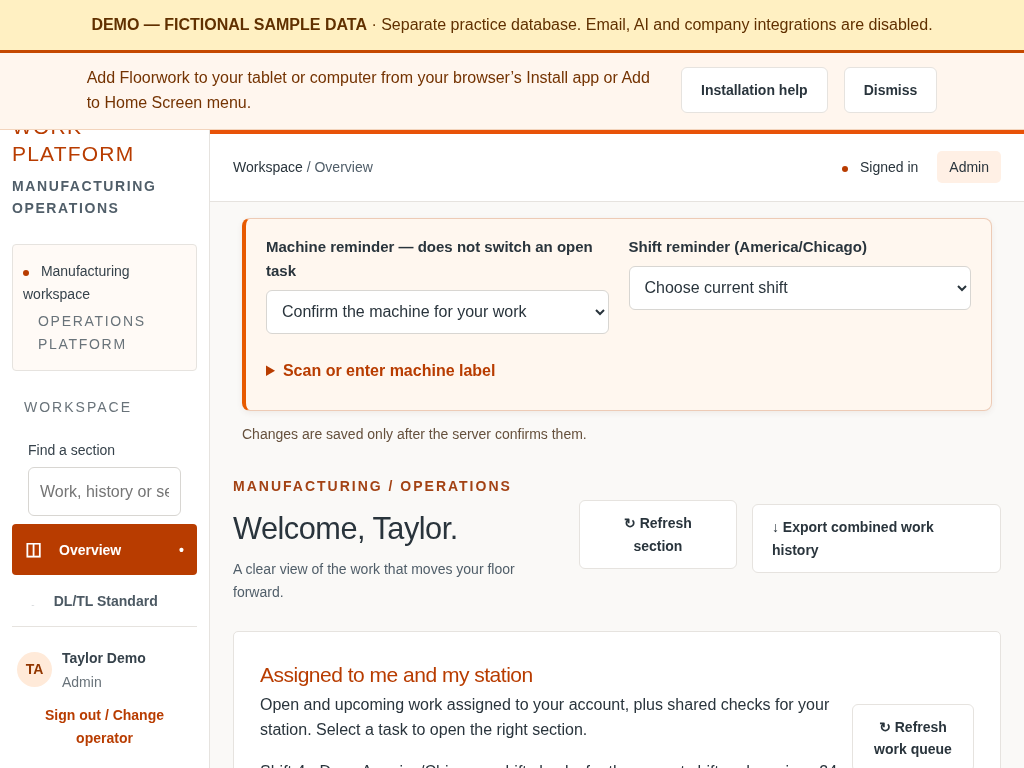 DEMO — FICTIONAL SAMPLE DATA · Separate practice database. Email, AI and company integrations are disabled.
Add Floorwork to your tablet or computer from your browser’s Install app or Add
to Home Screen menu.
Installation help
Dismiss
WORK
PLATFORM
MANUFACTURING
OPERATIONS
Manufacturing
workspace
OPERATIONS
PLATFORM
WORKSPACE
Find a section
Work, history or se
Overview
DL/TL Standard
TA
Taylor Demo
Admin
Sign out / Change
operator
Workspace / Overview
Signed in
Admin
Machine reminder — does not switch an open
task
Confirm the machine for your work
Shift reminder (America/Chicago)
Choose current shift
Scan or enter machine label
Changes are saved only after the server confirms them.
MANUFACTURING / OPERATIONS
Welcome, Taylor.
A clear view of the work that moves your floor
forward.
↻ Refresh
section
↓ Export combined work
history
Assigned to me and my station
Open and upcoming work assigned to your account, plus shared checks for your
station. Select a task to open the right section.
↻ Refresh
work queue